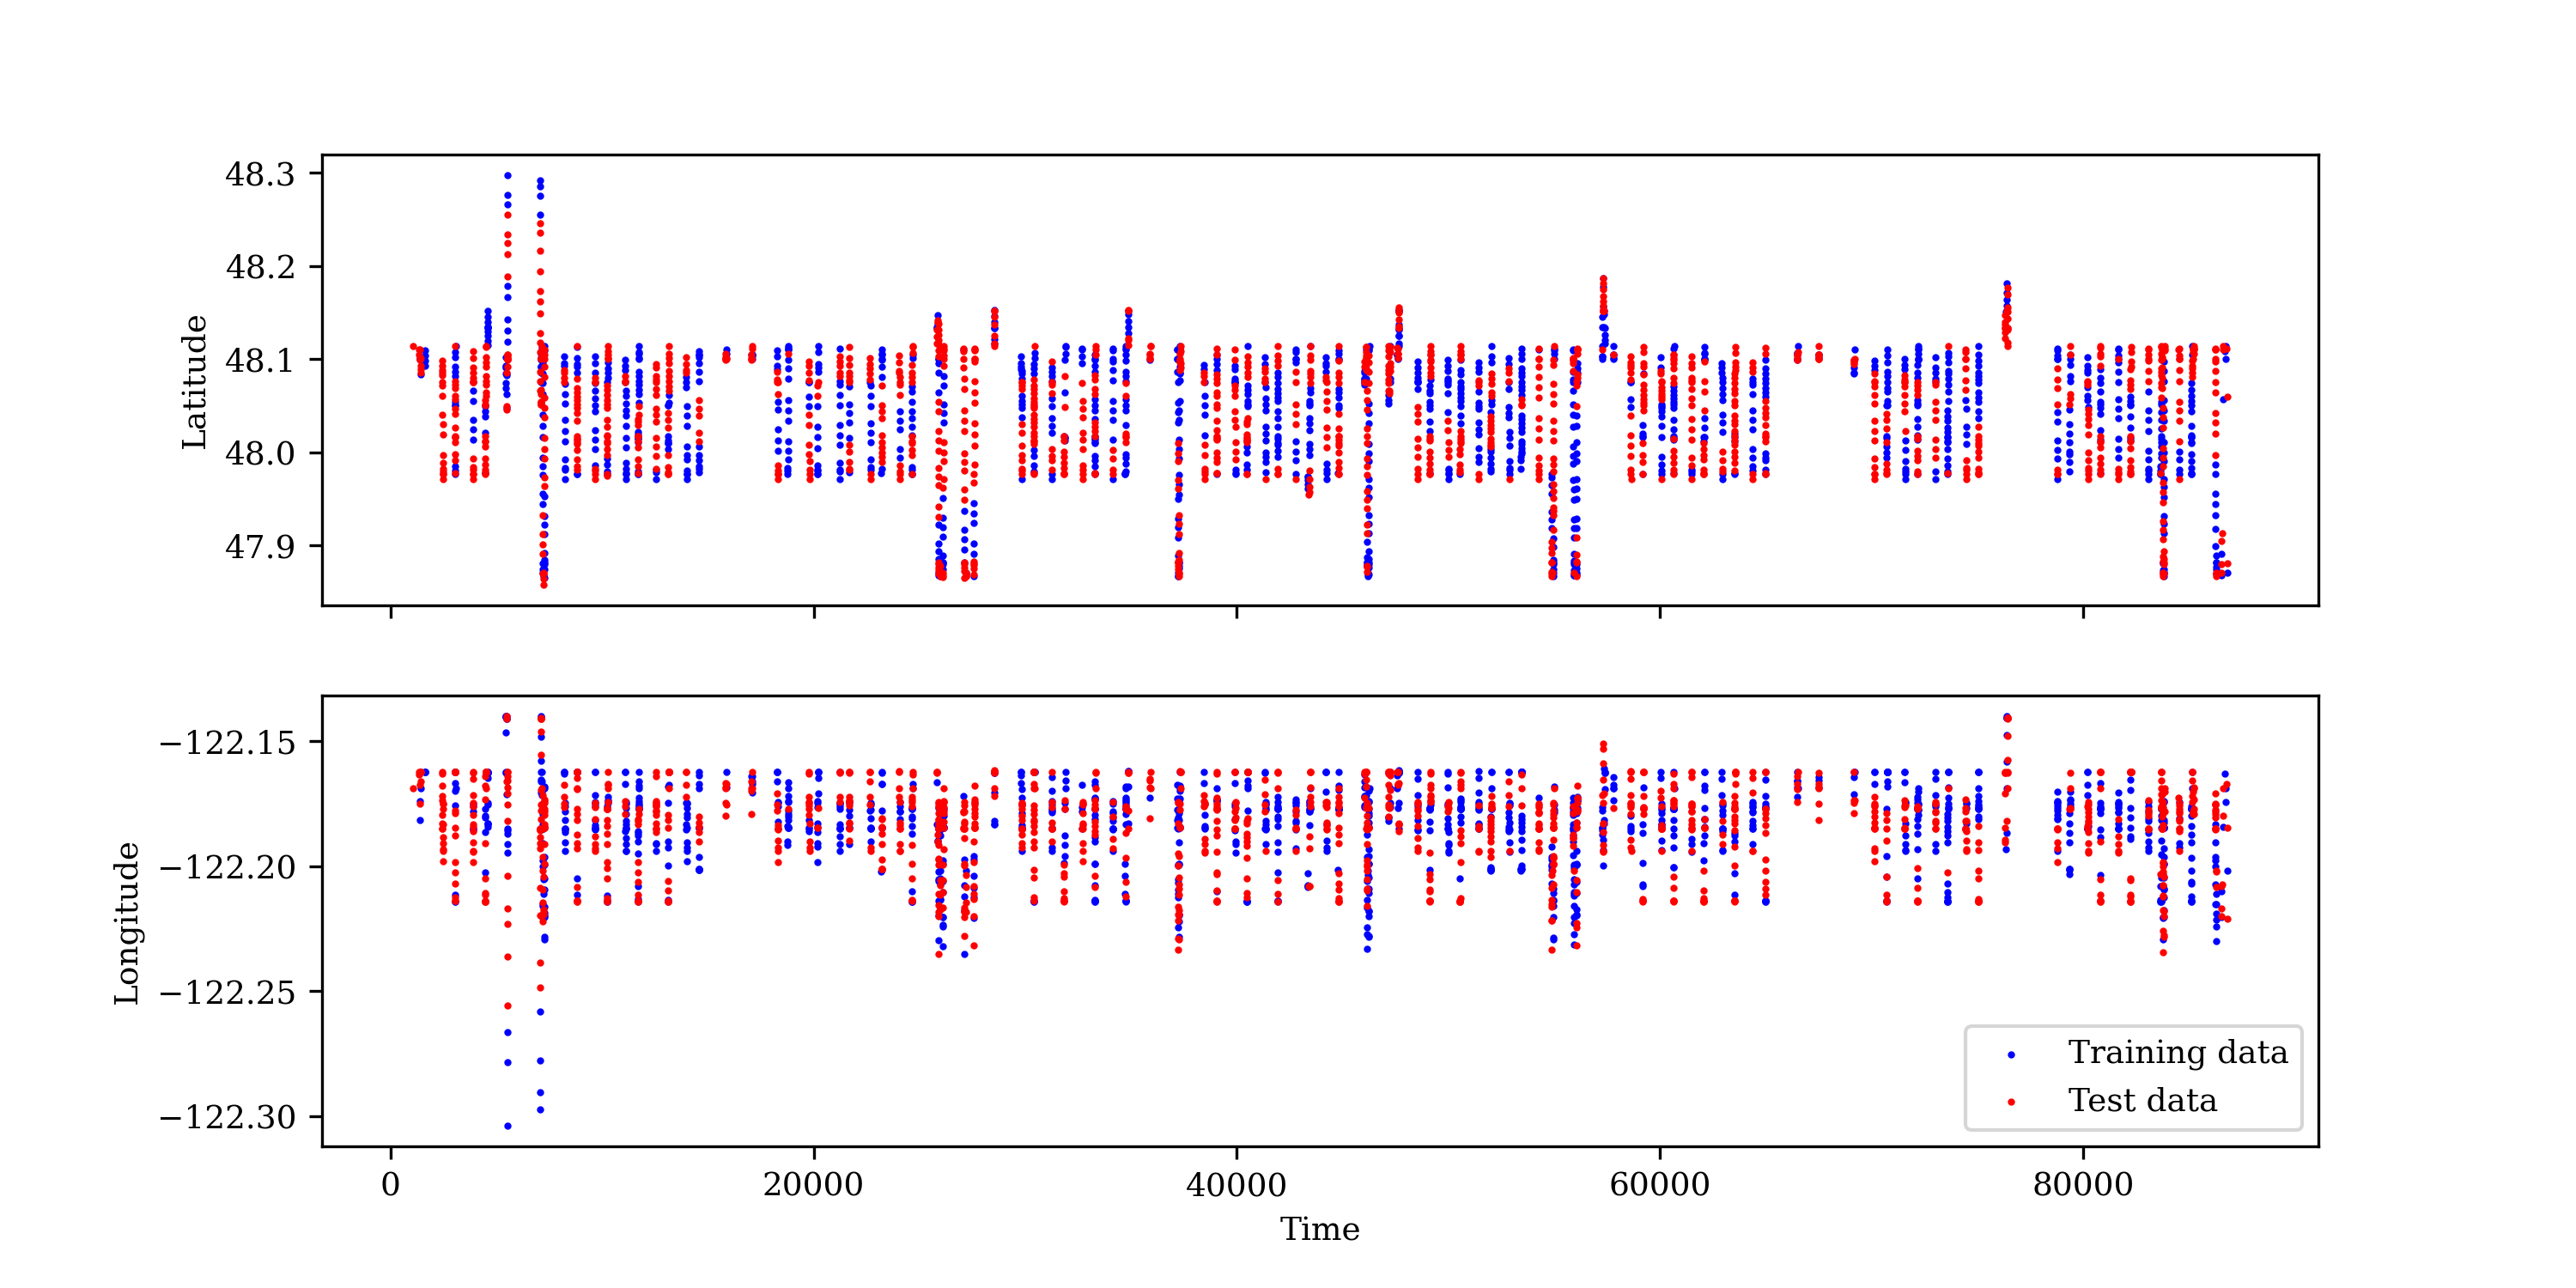 48.3
48.2
48.1
48.0
47.9
Latitude
−122.15
−122.20
−122.25
−122.30
Longitude
Training data
Test data
0 20000 40000 60000 80000
Time